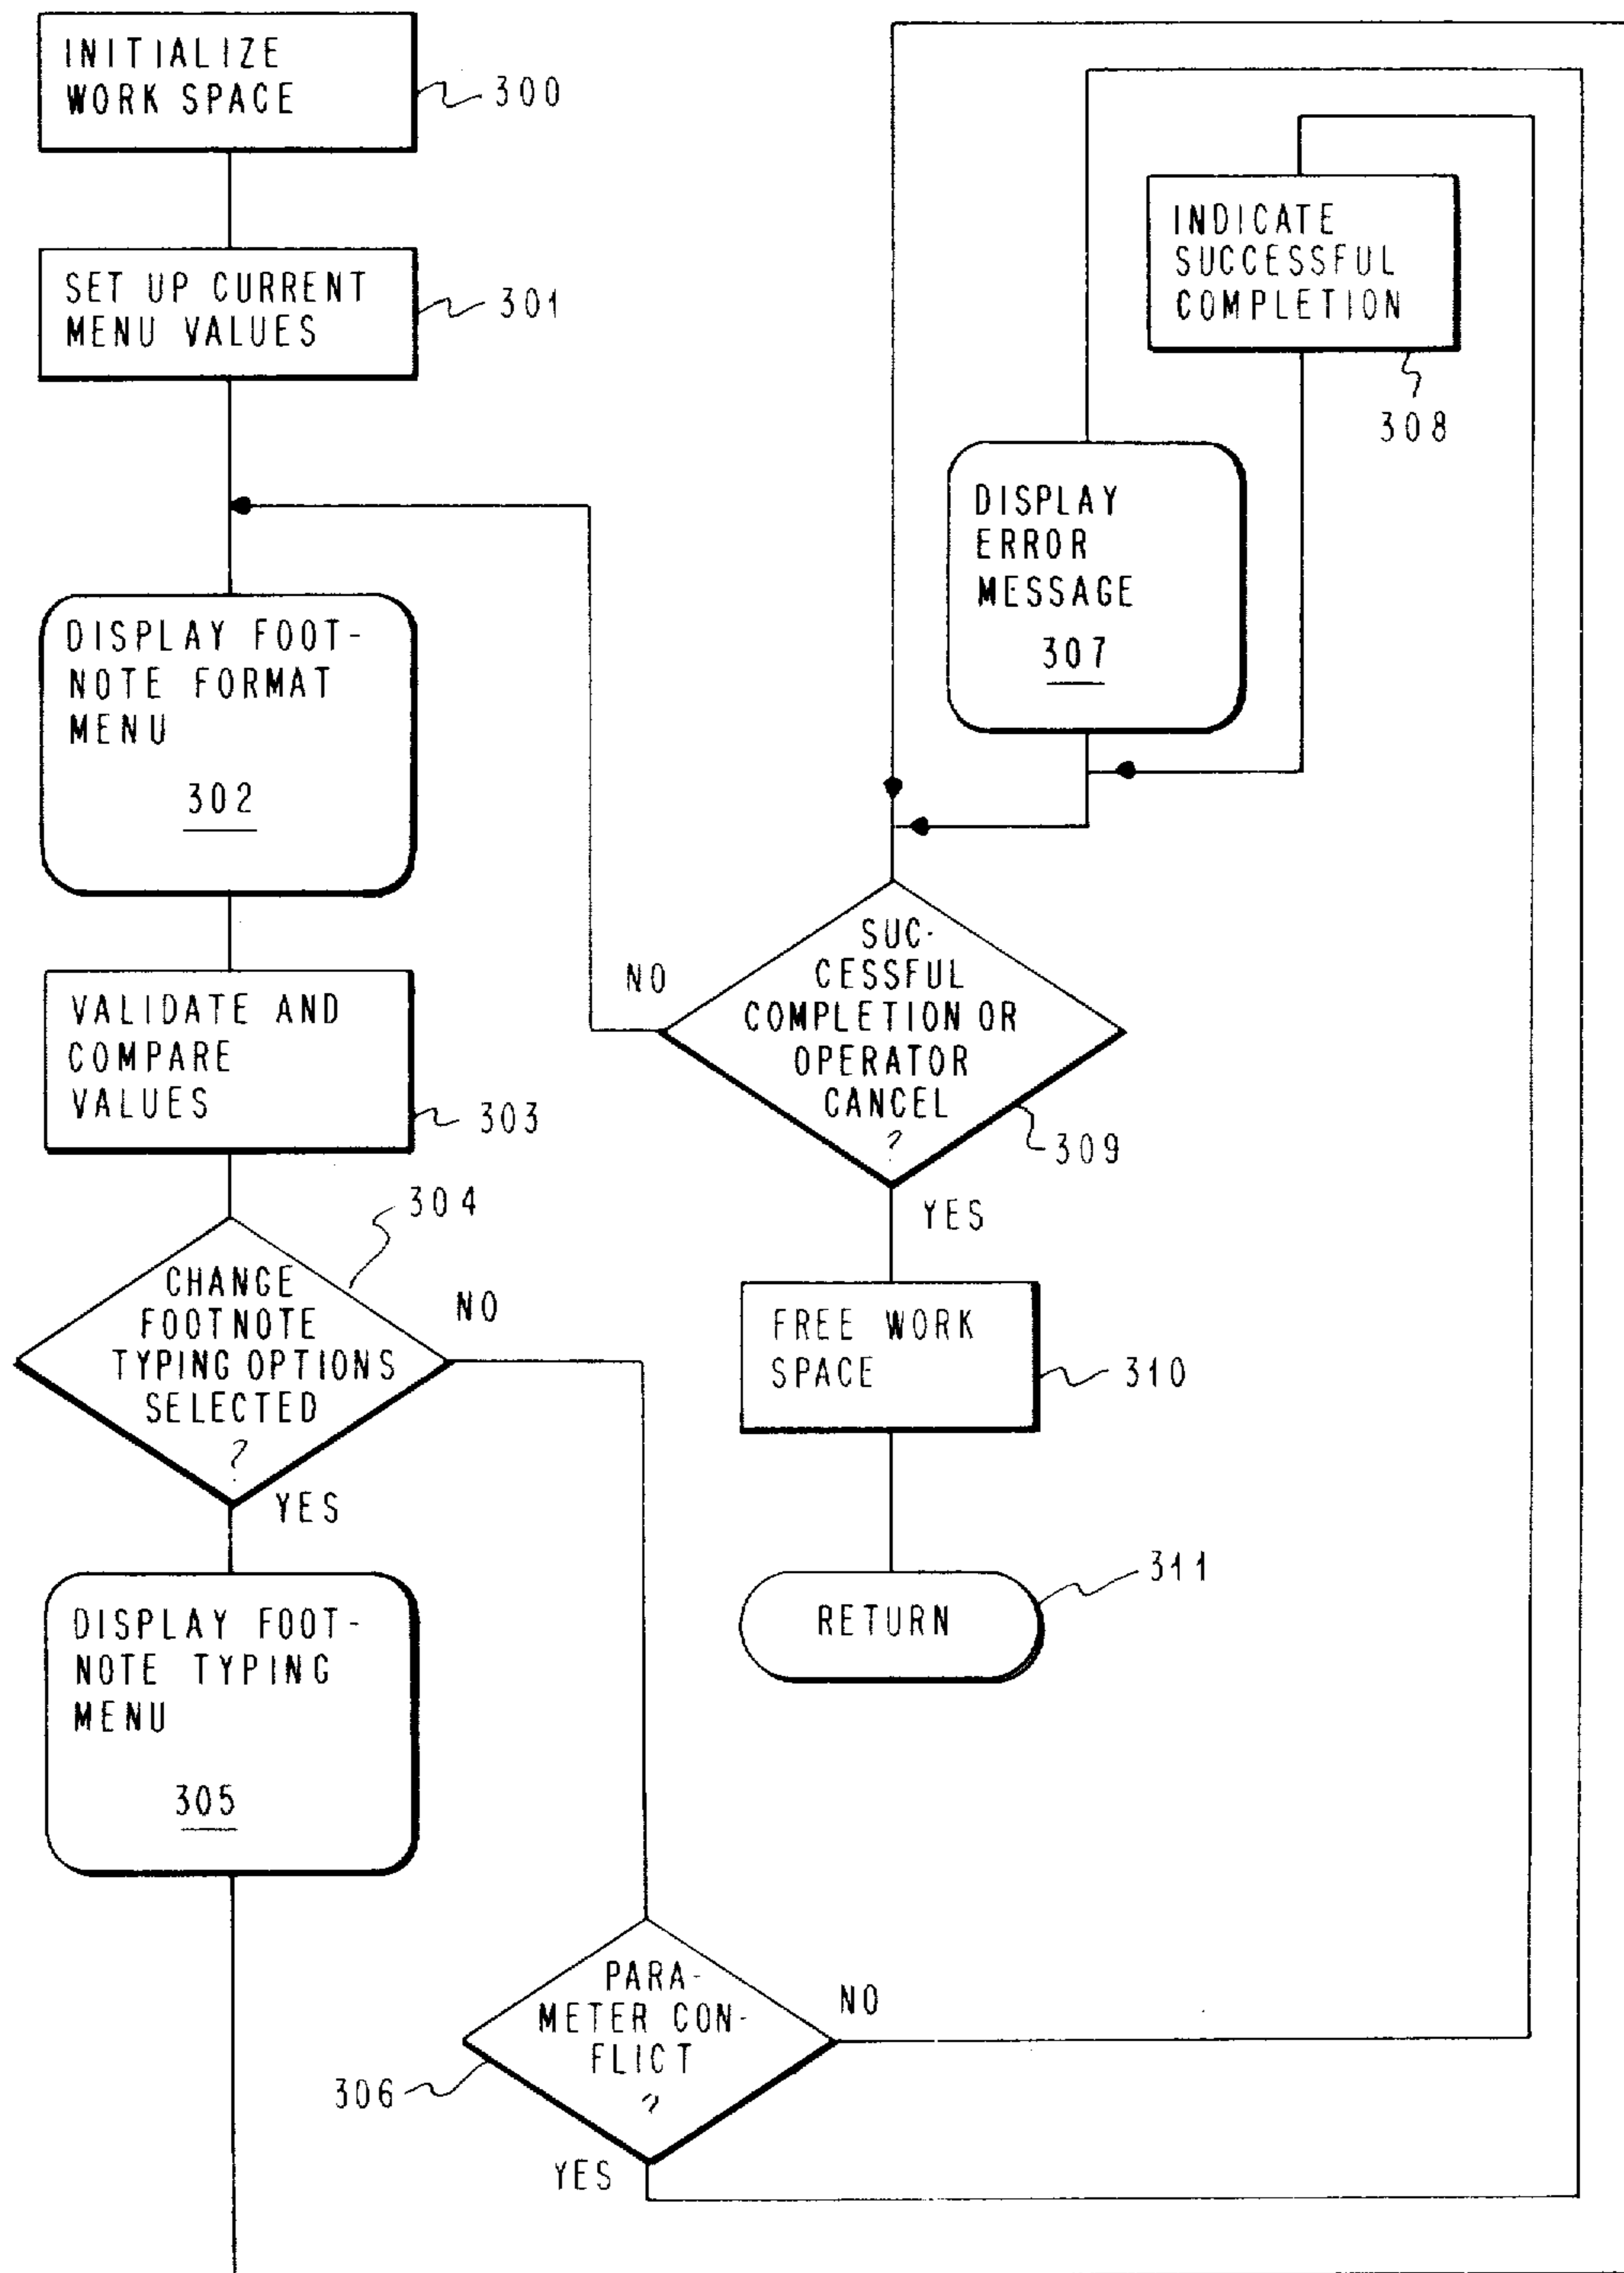 INITIALIZE
WORK SPACE
300
SET UP CURRENT
MENU VALUES
301
DISPLAY FOOT-
NOTE FORMAT
MENU
302
VALIDATE AND
COMPARE
VALUES
303
304
CHANGE
FOOTNOTE
TYPING OPTIONS
SELECTED
?
NO
YES
DISPLAY FOOT-
NOTE TYPING
MENU
305
PARA-
METER CON-
FLICT
?
306
NO
YES
DISPLAY
ERROR
MESSAGE
307
INDICATE
SUCCESSFUL
COMPLETION
308
SUC-
CESSFUL
COMPLETION OR
OPERATOR
CANCEL
?
309
NO
YES
FREE WORK
SPACE
310
RETURN
311